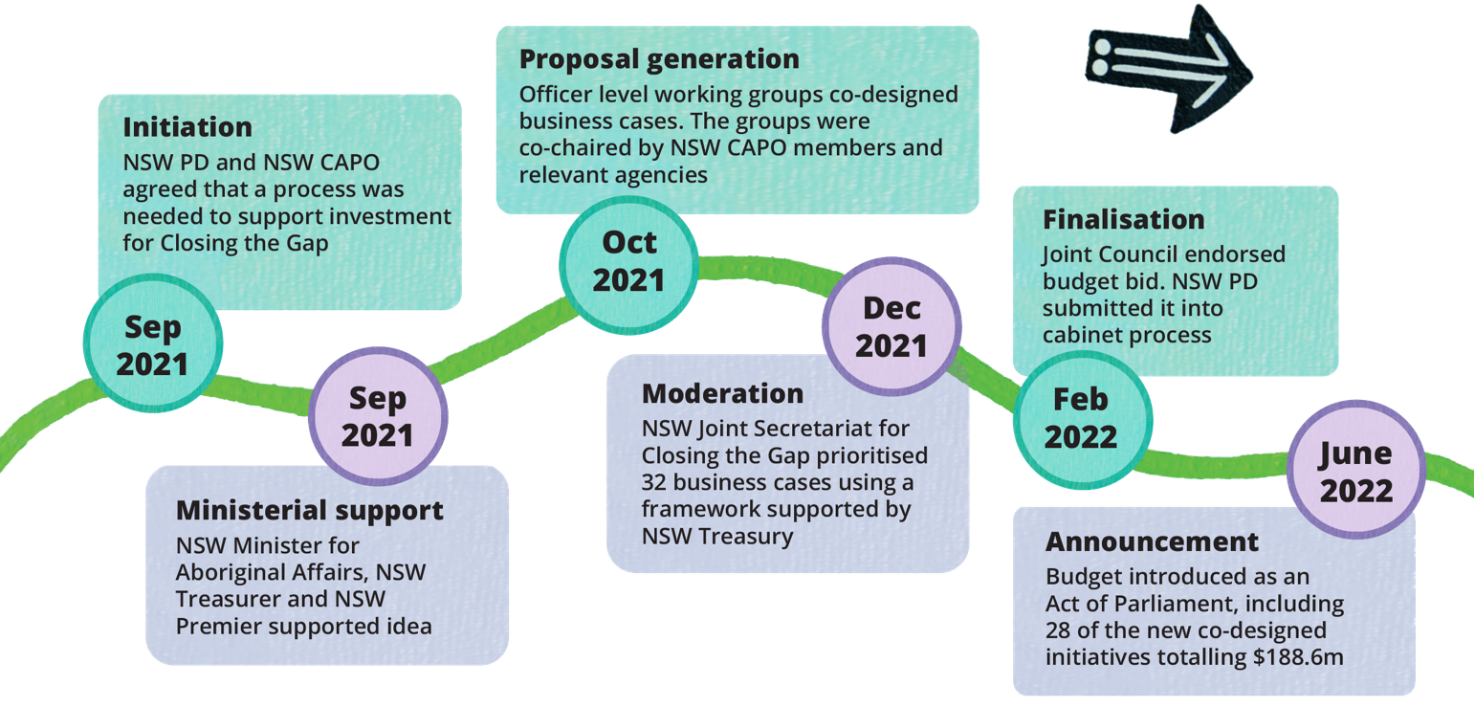 Initiation
NSW PD and NSW CAPO
agreed that a process was
needed to support investment
for Closing the Gap
Sep
2021
Sep
2021
Ministerial support
NSW Minister for
Aboriginal Affairs, NSW
Treasurer and NSW
Premier supported idea
Proposal generation
Officer level working groups co-designed
business cases. The groups were
co-chaired by NSW CAPO members and
relevant agencies
Oct
2021
Dec
2021
Moderation
NSW Joint Secretariat for
Closing the Gap prioritised
32 business cases using a
framework supported by
NSW Treasury
Finalisation
Joint Council endorsed
budget bid. NSW PD
submitted it into
cabinet process
Feb
2022
June
2022
Announcement
Budget introduced as an
Act of Parliament, including
28 of the new co-designed
initiatives totalling $188.6m